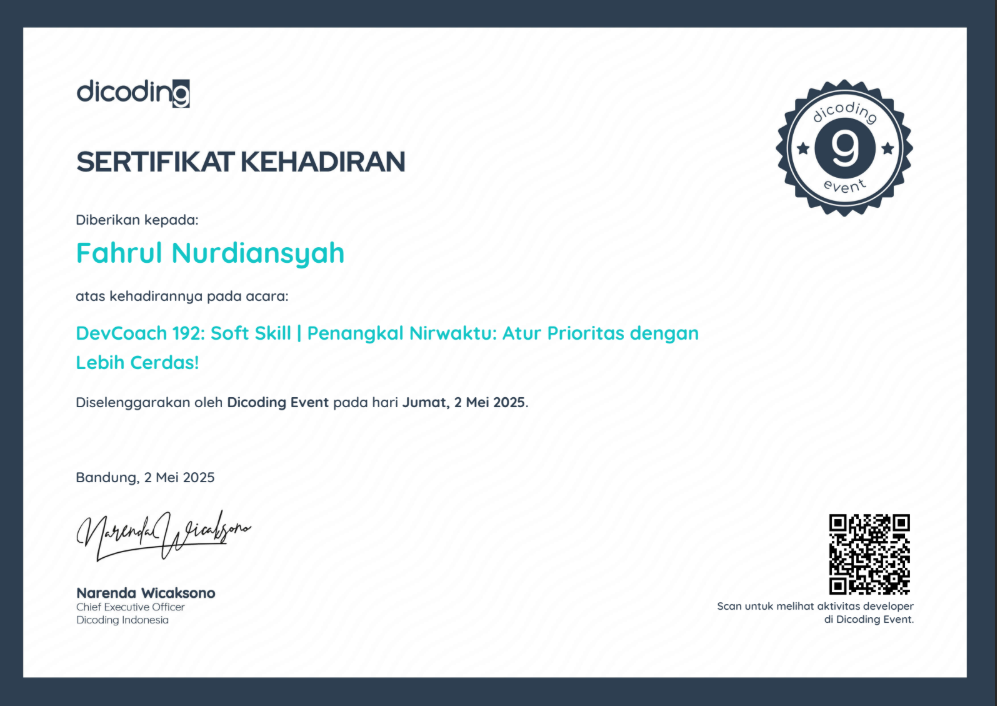 dicoding
SERTIFIKAT KEHADIRAN
dicoding
9
event
Diberikan kepada:
Fahrul Nurdiansyah
atas kehadirannya pada acara:
DevCoach 192: Soft Skill | Penangkal Nirwaktu: Atur Prioritas dengan
Lebih Cerdas!
Diselenggarakan oleh Dicoding Event pada hari Jumat, 2 Mei 2025.
Bandung, 2 Mei 2025
Narenda Wicaksono
Narenda Wicaksono
Chief Executive Officer
Dicoding Indonesia
Scan untuk melihat aktivitas developer
di Dicoding Event.